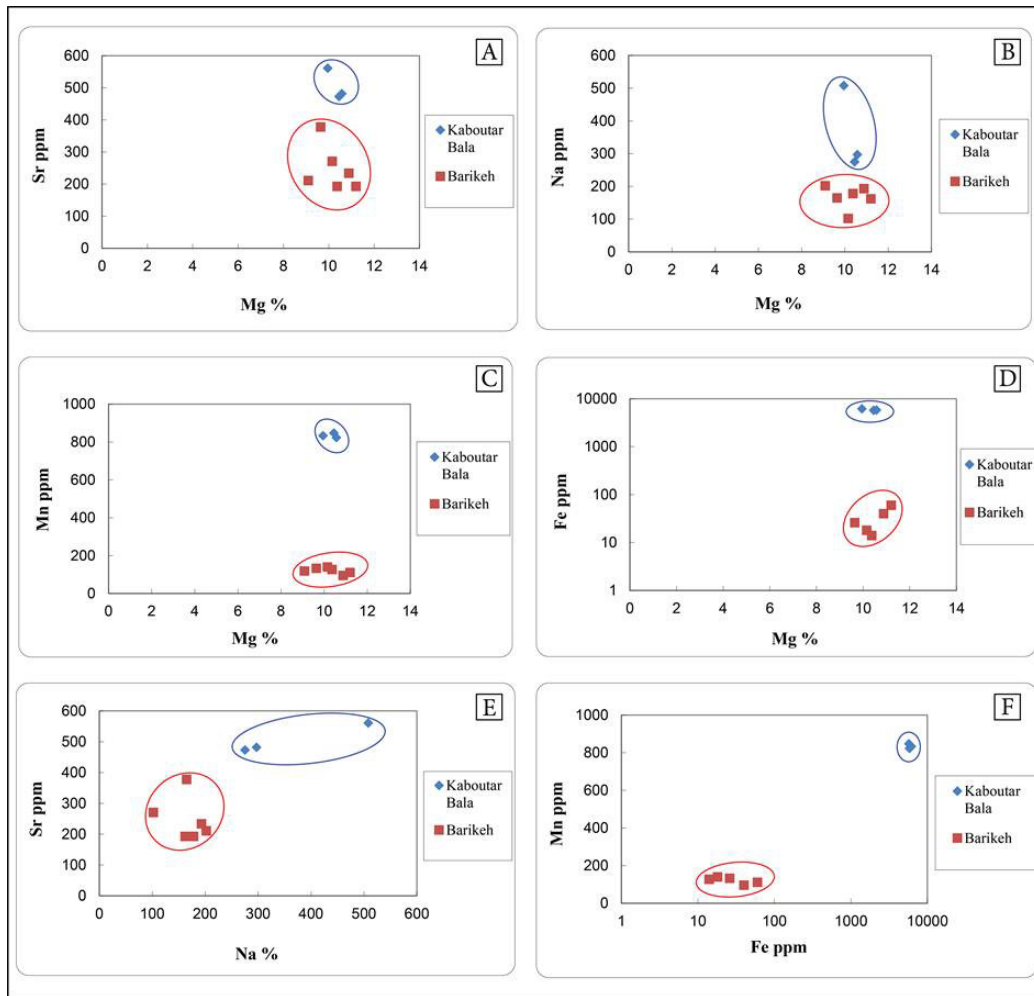 A
Sr ppm
600
500
400
300
200
100
0
0 2 4 6 8 10 12 14
Mg %
Kaboutar
Bala
Barikeh
B
Na ppm
600
500
400
300
200
100
0
0 2 4 6 8 10 12 14
Mg %
Kaboutar
Bala
Barikeh
C
Mn ppm
1000
800
600
400
200
0
0 2 4 6 8 10 12 14
Mg %
Kaboutar
Bala
Barikeh
D
Fe ppm
10000
1000
100
10
1
0 2 4 6 8 10 12 14
Mg %
Kaboutar
Bala
Barikeh
E
Sr ppm
600
500
400
300
200
100
0
0 100 200 300 400 500 600
Na %
Kaboutar
Bala
Barikeh
F
Mn ppm
1000
800
600
400
200
0
1 10 100 1000 10000
Fe ppm
Kaboutar
Bala
Barikeh